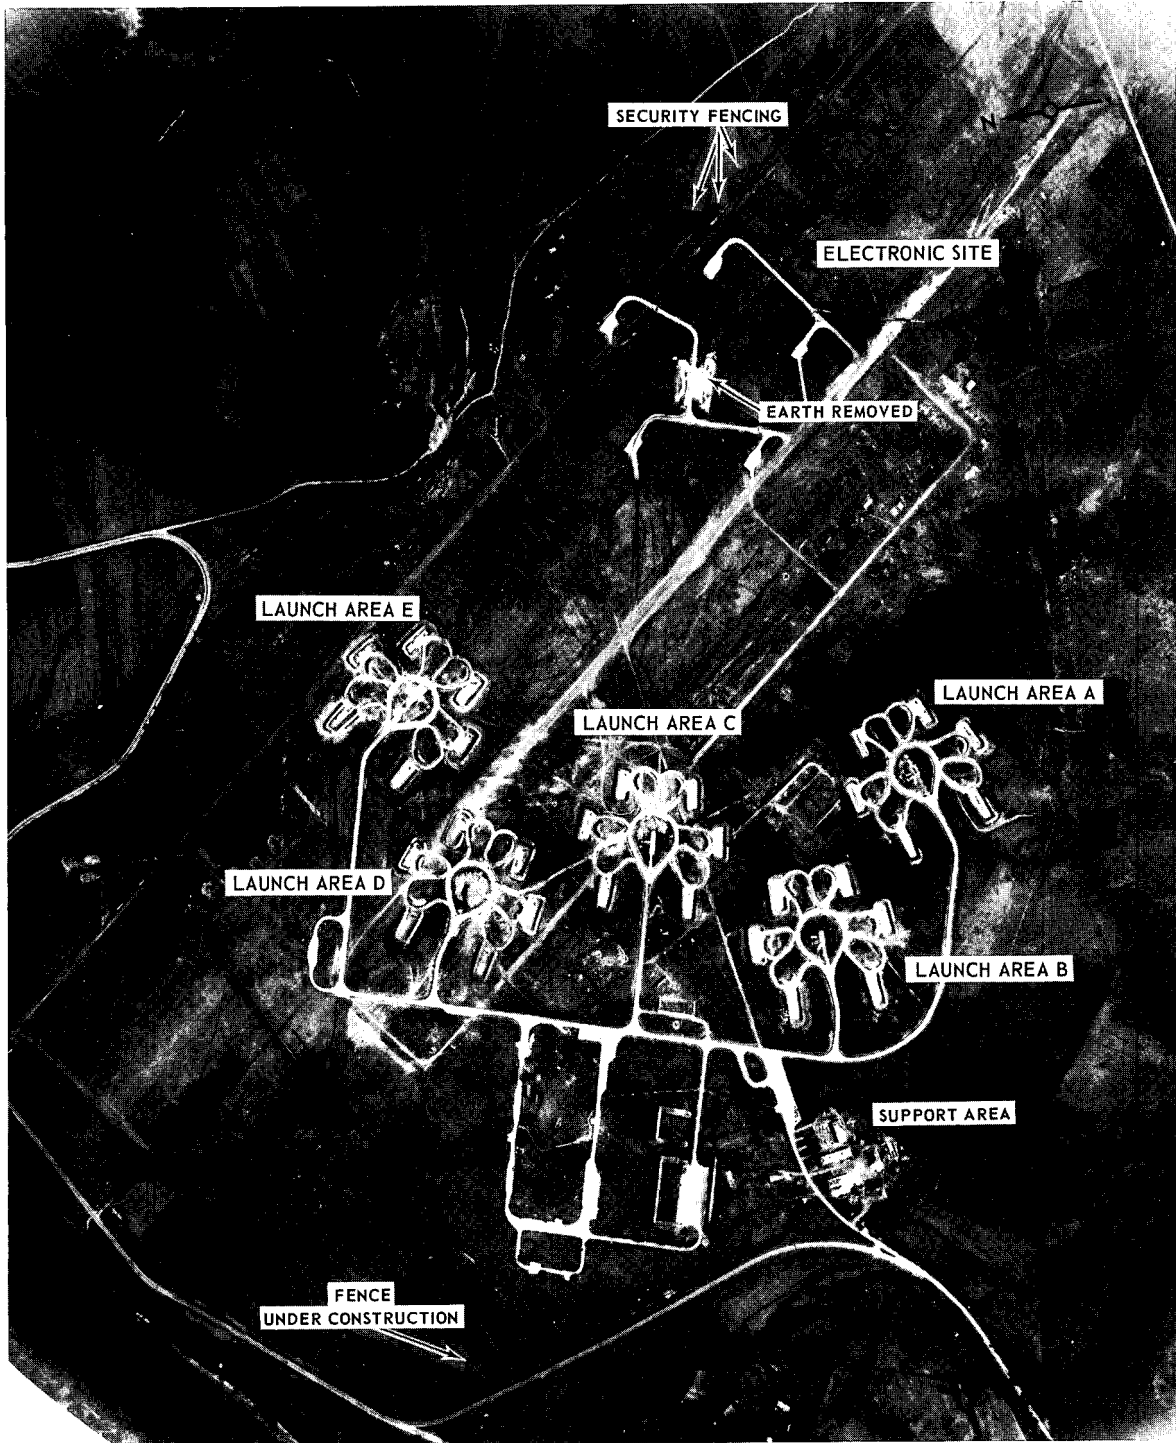 SECURITY FENCING
N
ELECTRONIC SITE
EARTH REMOVED
LAUNCH AREA E
LAUNCH AREA A
LAUNCH AREA C
LAUNCH AREA D
LAUNCH AREA B
SUPPORT AREA
FENCE
UNDER CONSTRUCTION